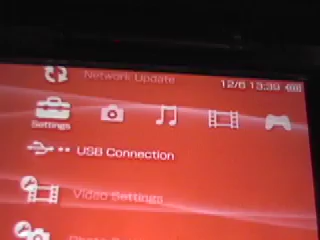 Network Update
12/6 13:39
Settings
USB Connection
Video Settings